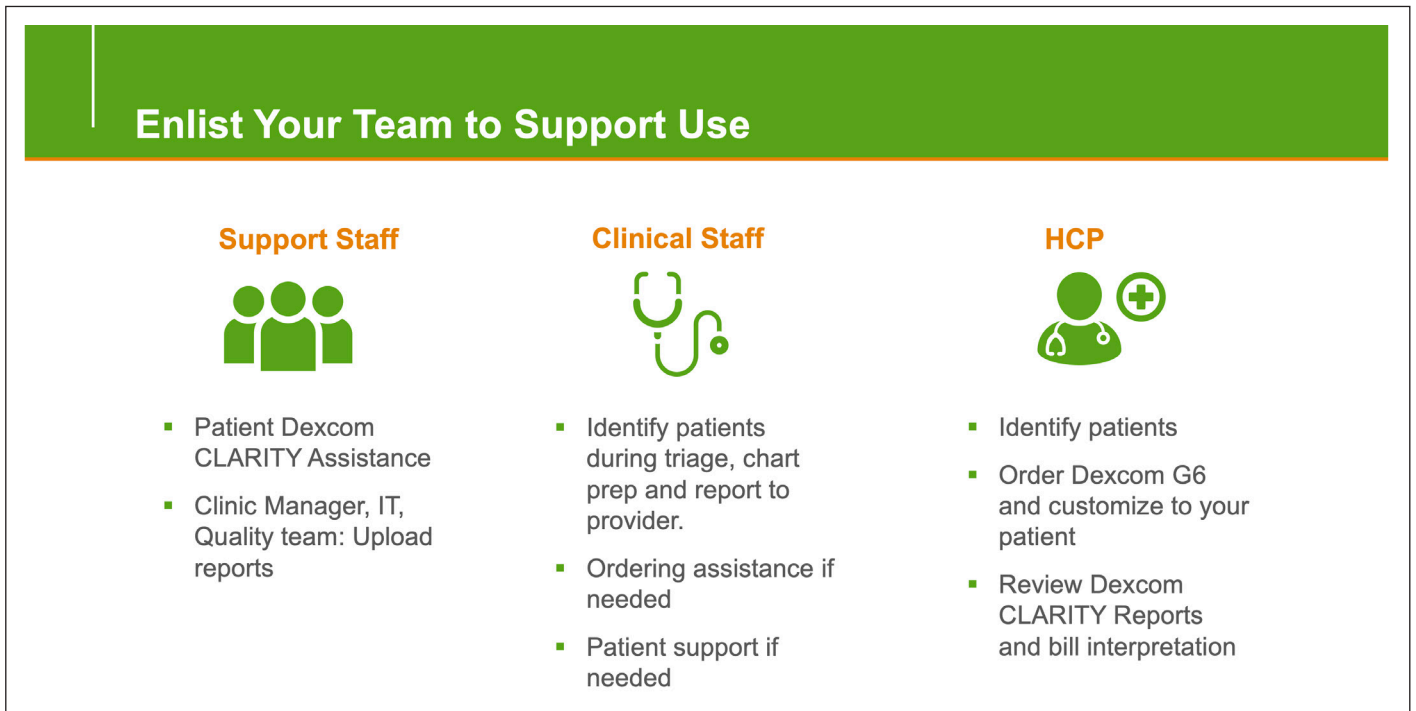 Enlist Your Team to Support Use
Support Staff
▪ Patient Dexcom
CLARITY Assistance
▪ Clinic Manager, IT,
Quality team: Upload
reports
Clinical Staff
▪ Identify patients
during triage, chart
prep and report to
provider.
▪ Ordering assistance if
needed
▪ Patient support if
needed
HCP
▪ Identify patients
▪ Order Dexcom G6
and customize to your
patient
▪ Review Dexcom
CLARITY Reports
and bill interpretation